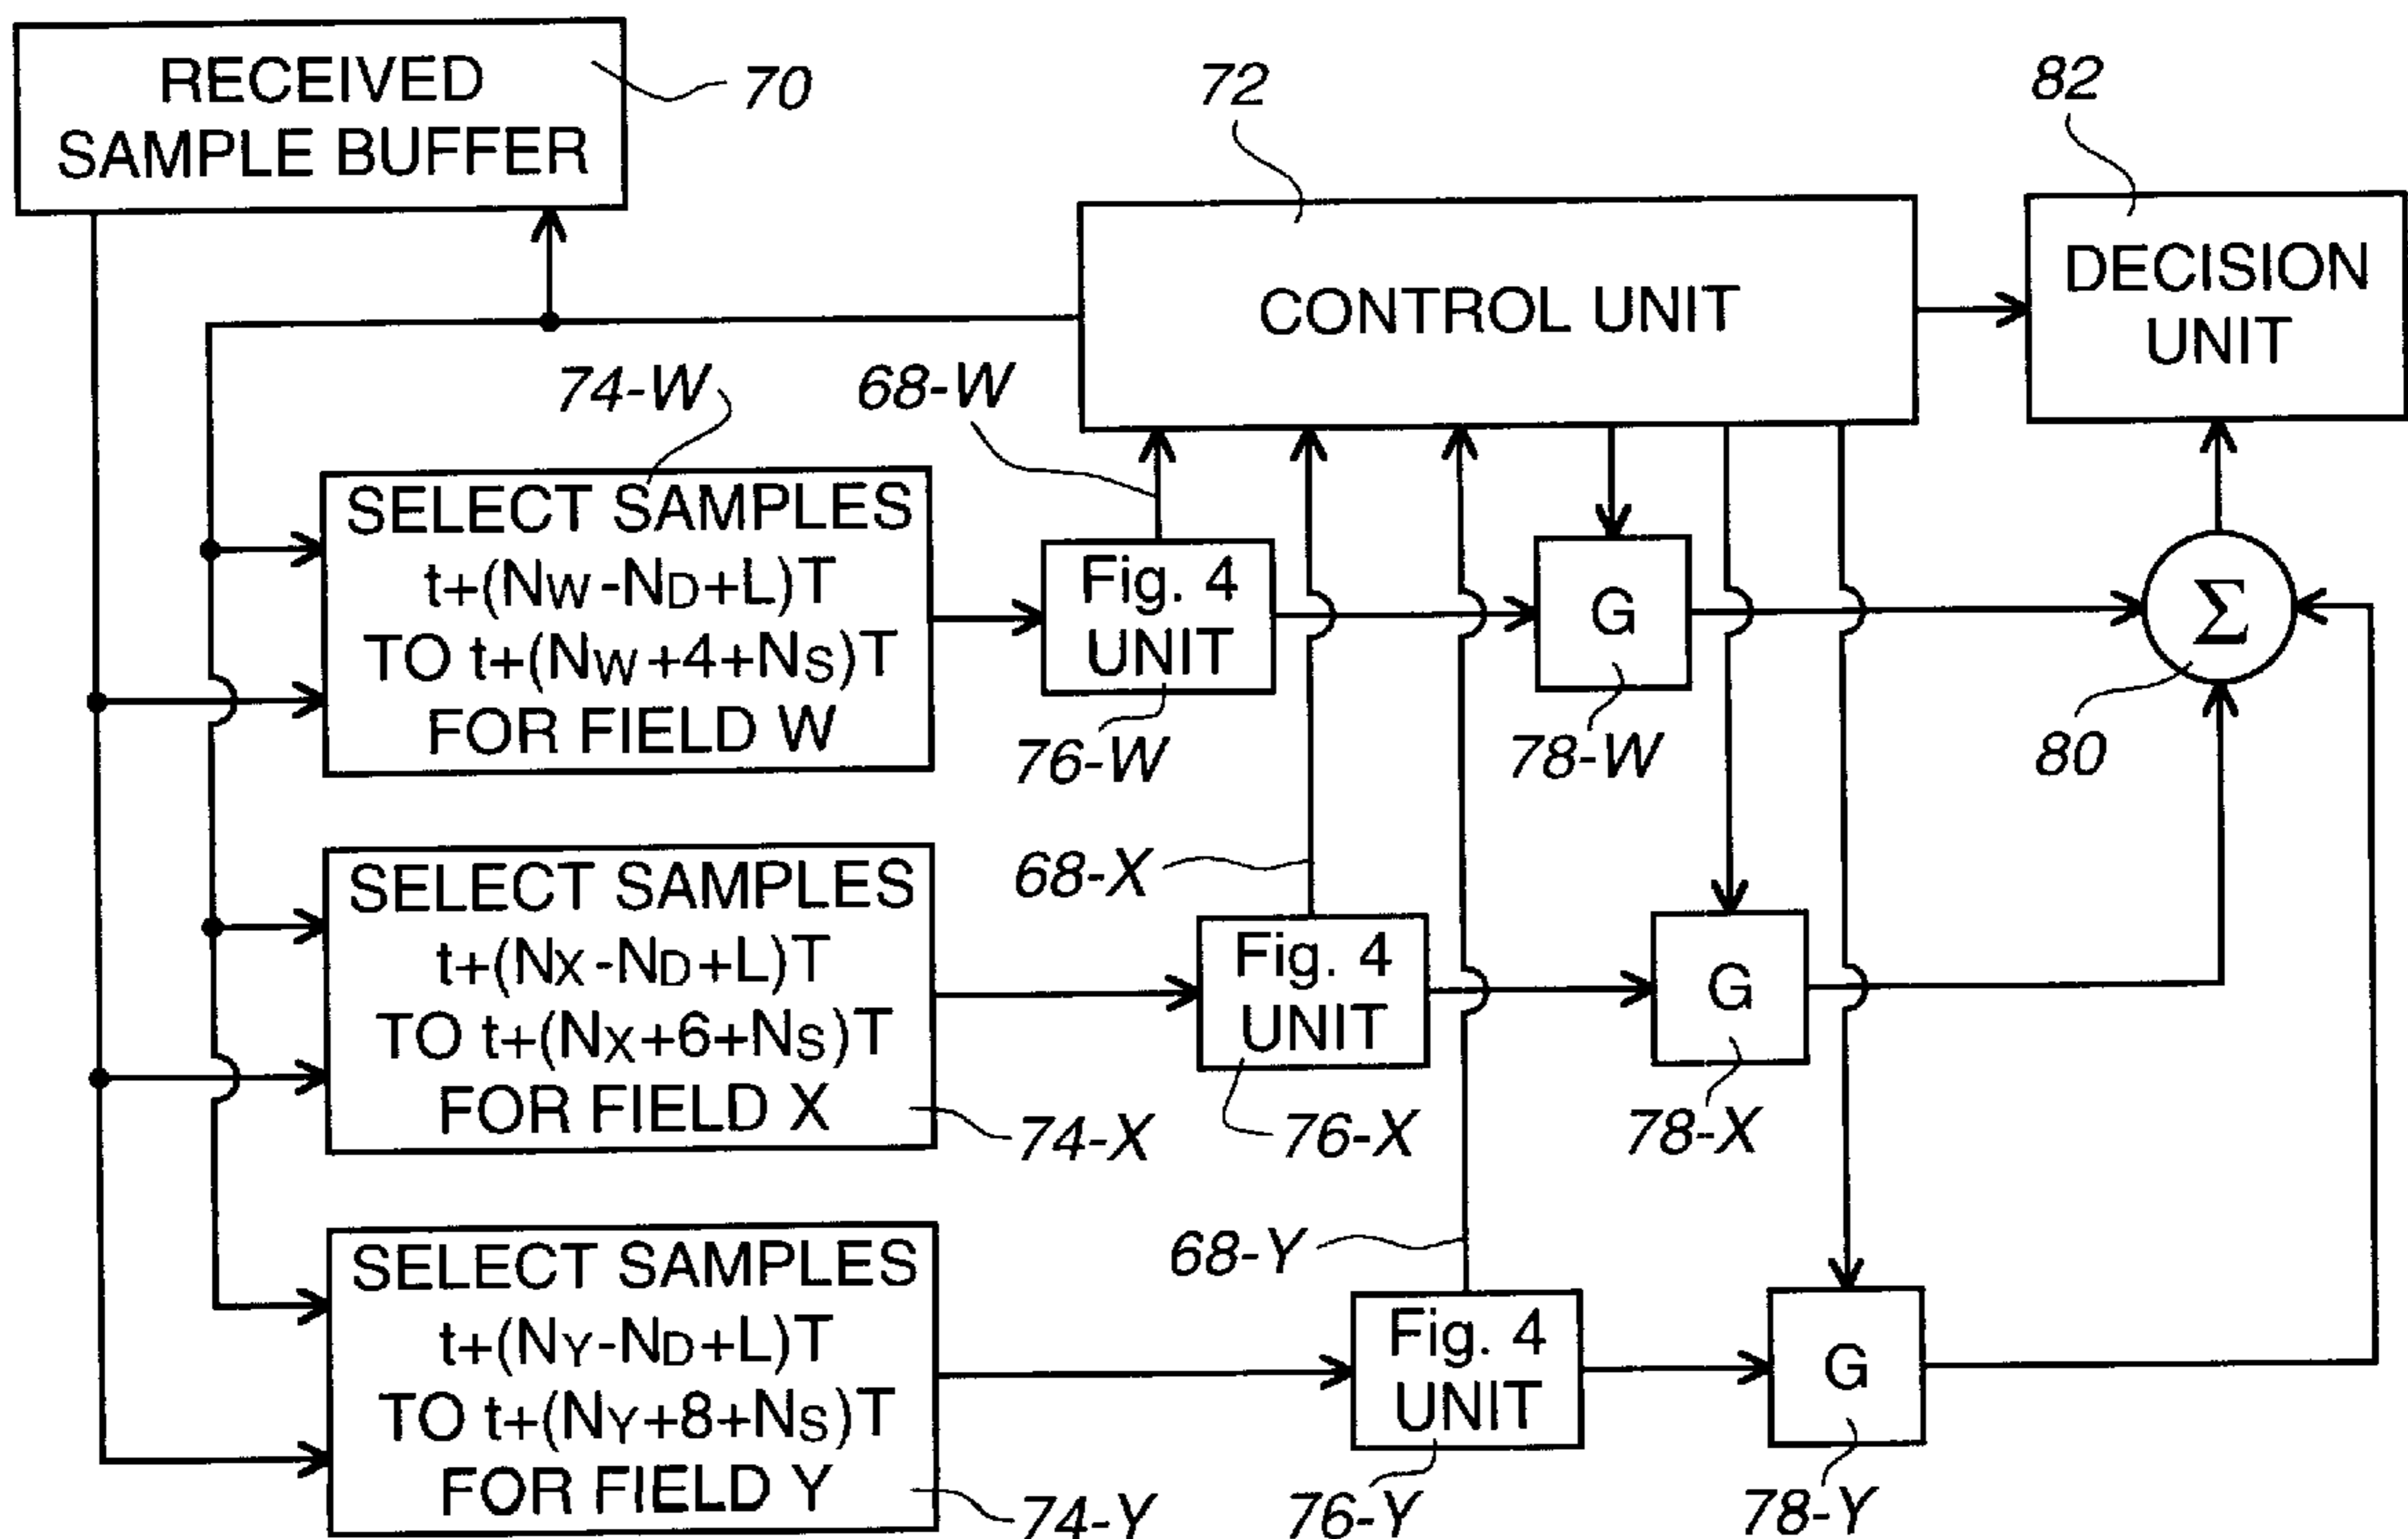 RECEIVED
SAMPLE BUFFER
70
72
82
CONTROL UNIT
DECISION
UNIT
74-W
68-W
SELECT SAMPLES
t+(NW-ND+L)T
TO t+(NW+4+NS)T
FOR FIELD W
Fig. 4
UNIT
76-W
G
78-W
Σ
80
68-X
SELECT SAMPLES
t+(NX-ND+L)T
TO t+(NX+6+NS)T
FOR FIELD X
74-X
Fig. 4
UNIT
76-X
G
78-X
68-Y
SELECT SAMPLES
t+(NY-ND+L)T
TO t+(NY+8+NS)T
FOR FIELD Y
74-Y
Fig. 4
UNIT
76-Y
G
78-Y